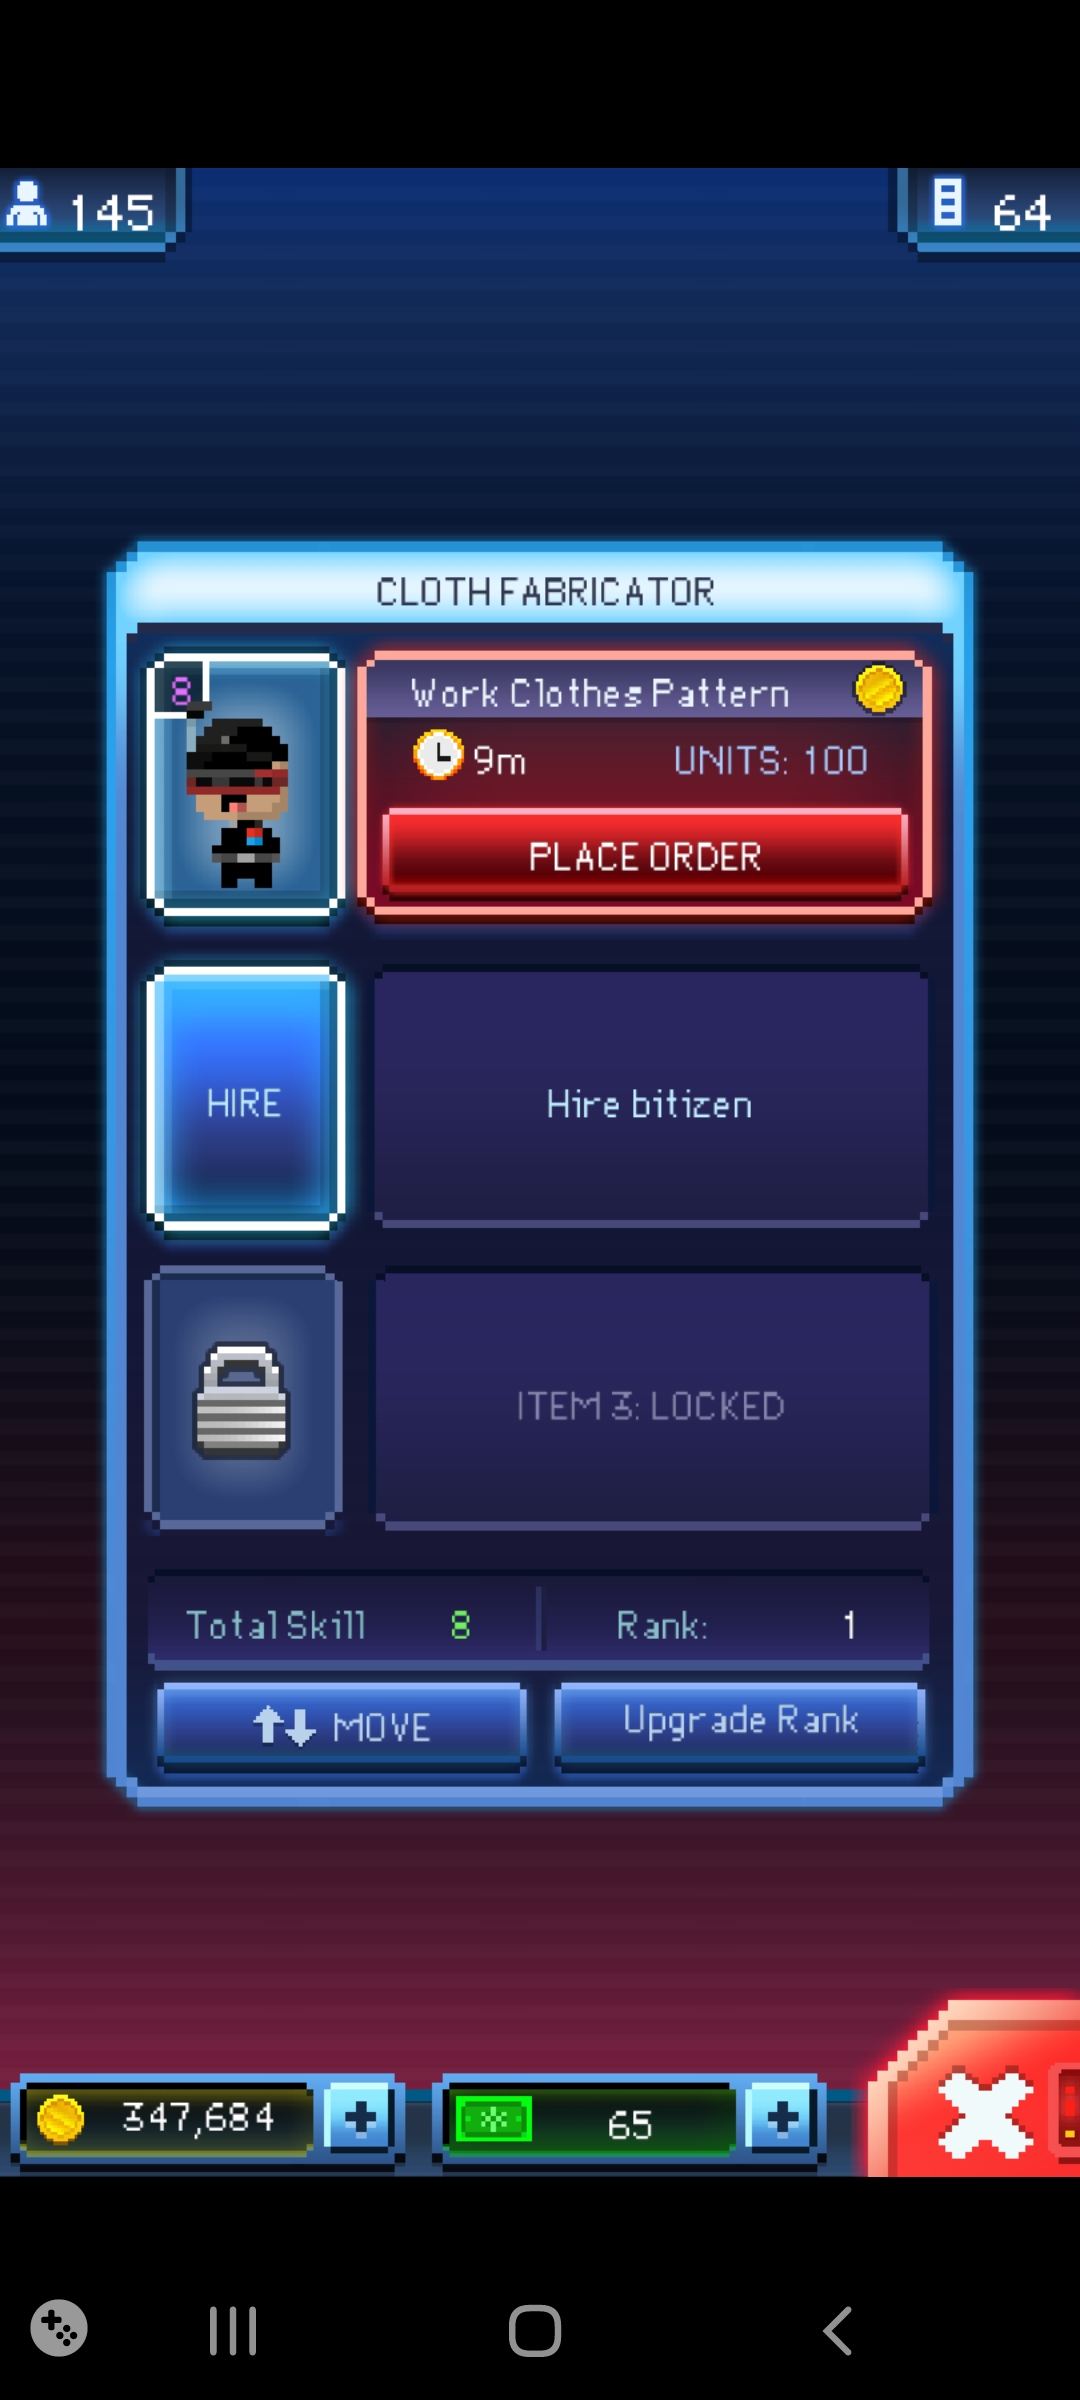 145
64
CLOTH FABRICATOR
8
Work Clothes Pattern
9m
UNITS: 100
PLACE ORDER
HIRE
Hire bitizen
ITEM 3: LOCKED
Total Skill 8
Rank: 1
MOVE
Upgrade Rank
347,684
65